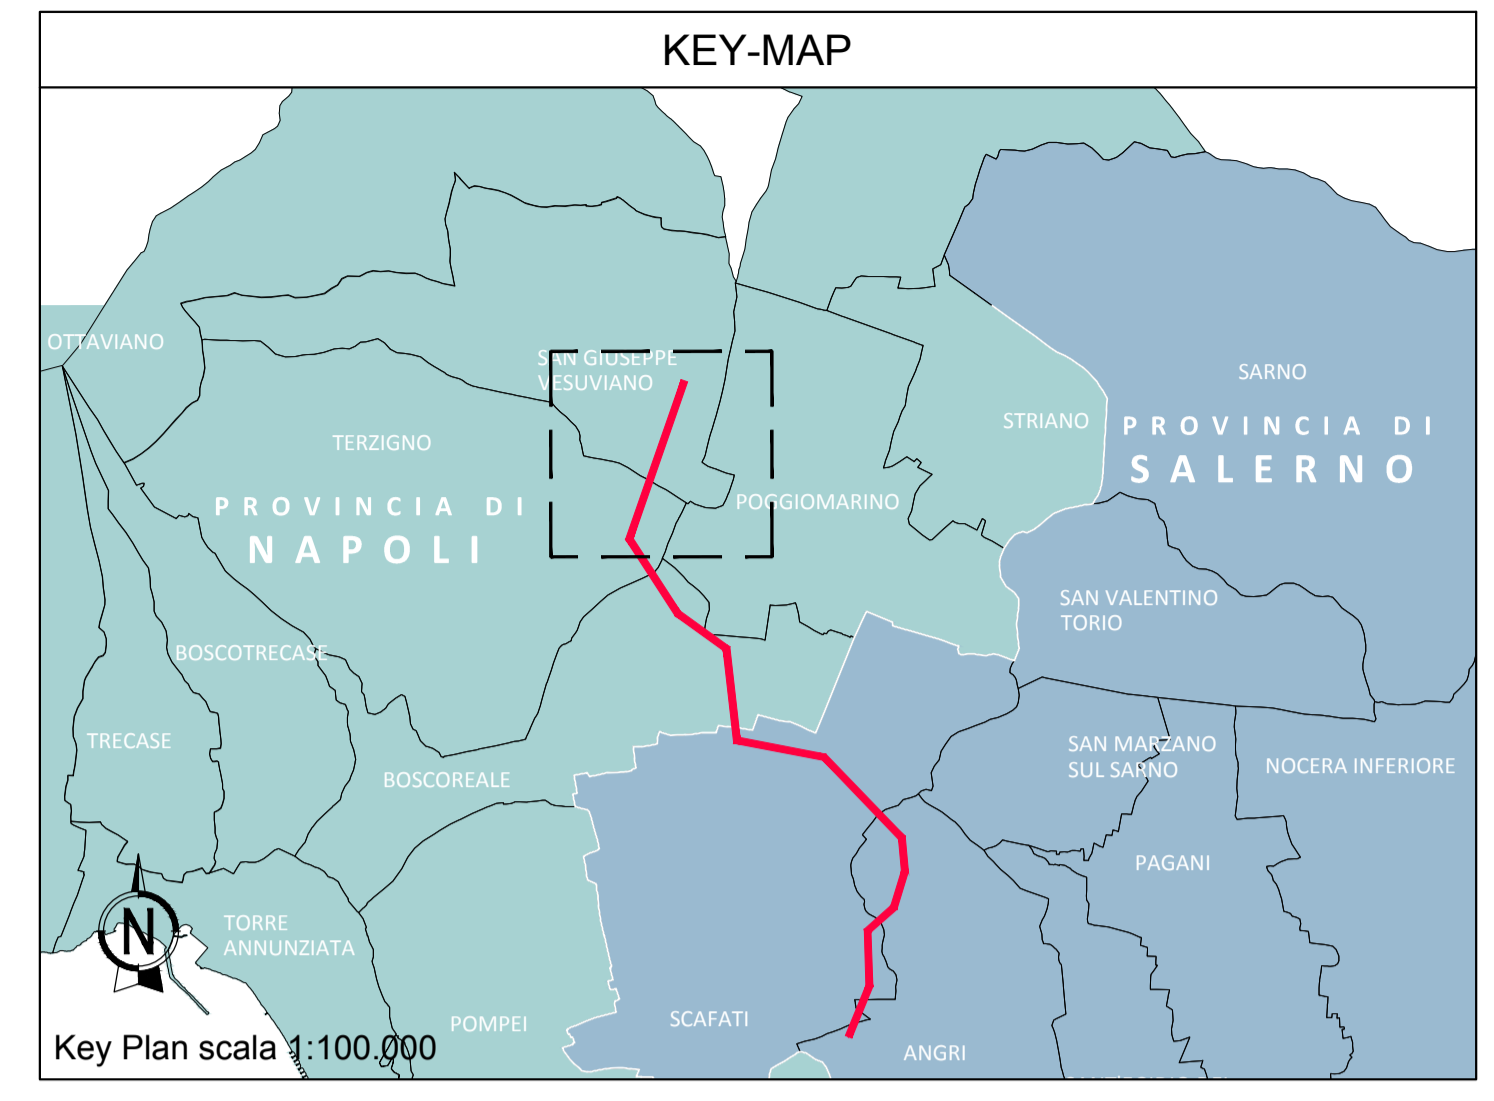 KEY-MAP
OTTAVIANO
SAN GIUSEPPE
VESUVIANO
SARNO
STRIANO
PROVINCIA DI
SALERNO
TERZIGNO
PROVINCIA DI
NAPOLI
POGGIOMARINO
SAN VALENTINO
TORIO
BOSCOTRECASE
TRECASE
SAN MARZANO
SUL SARNO
NOCERA INFERIORE
BOSCOREALE
PAGANI
TORRE
ANNUNZIATA
N
POMPEI
SCAFATI
ANGRI
Key Plan scala 1:100.000